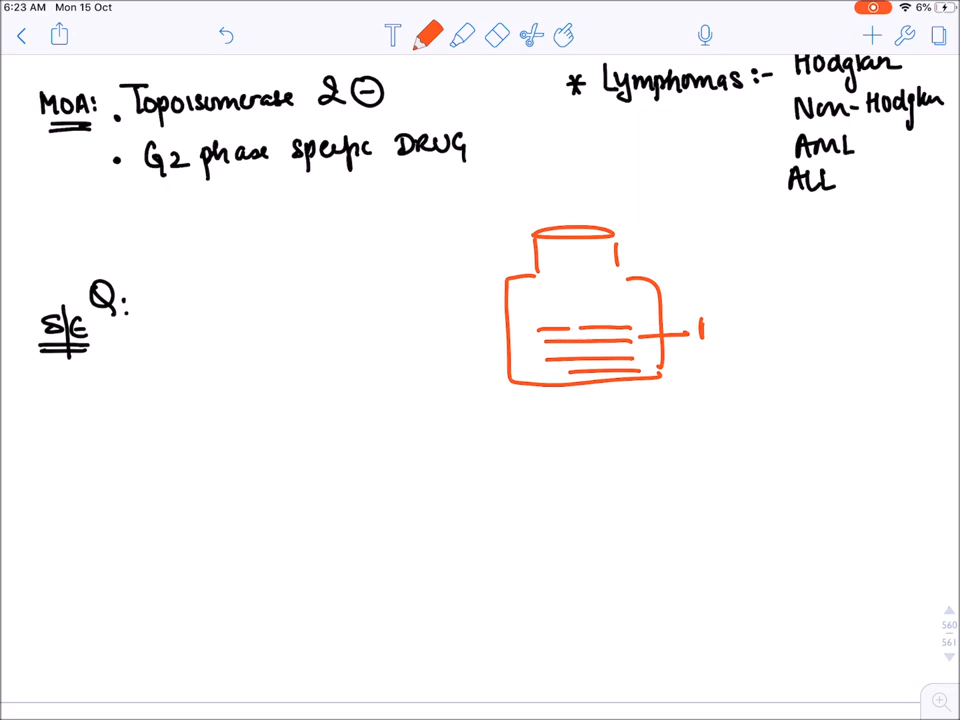 6:23 AM Mon 15 Oct
6%
MOA: • Topoisomerase 2 ⊖
• G2 phase specific DRUG
* Lymphomas :- Hodgkin
Non-Hodgkin
AML
ALL
S/E Q:
T
560
561